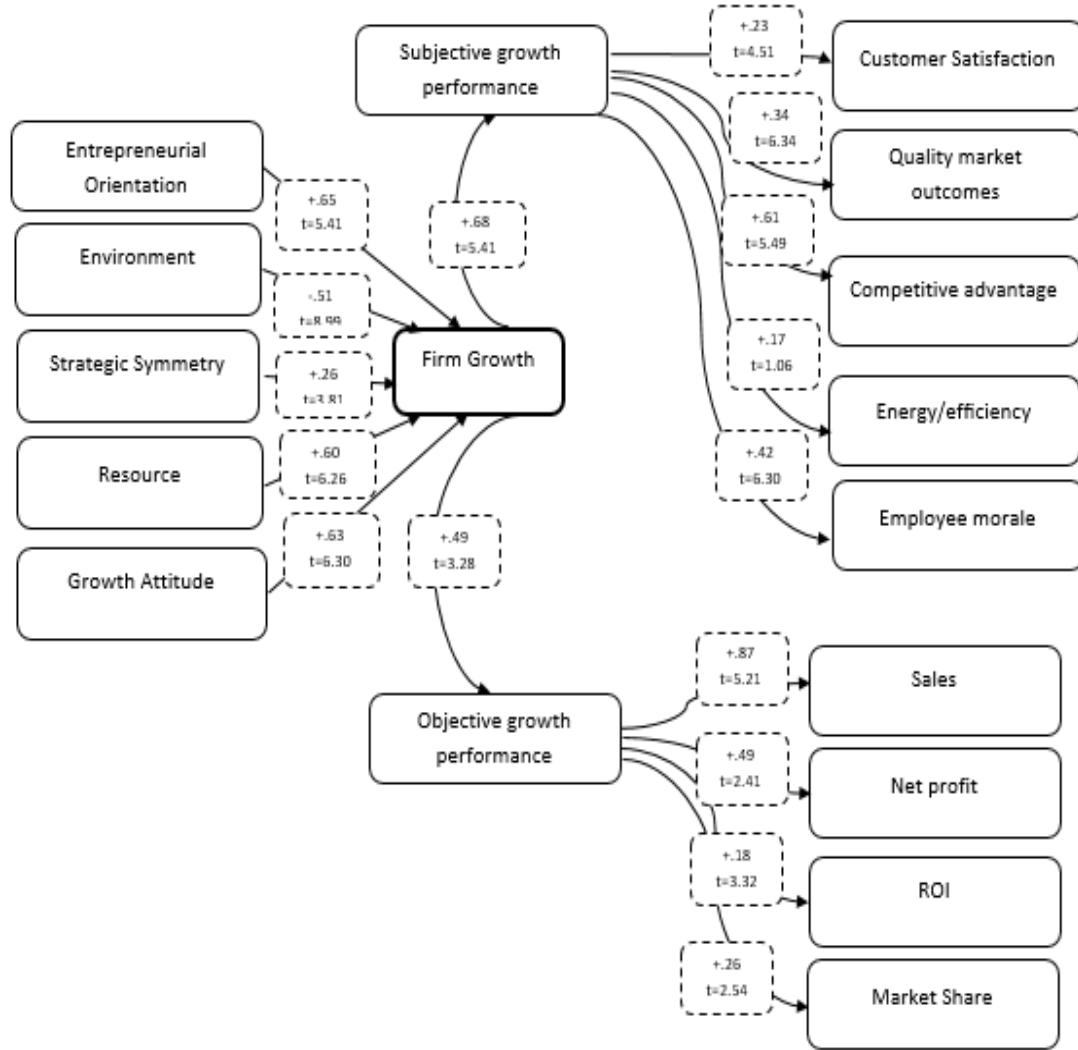 Subjective growth
performance
+.23
t=4.51
Customer Satisfaction
+.34
t=6.34
Quality market
outcomes
Entrepreneurial
Orientation
+.65
t=5.41
+.68
t=5.41
+.61
t=5.49
Competitive advantage
Environment
-.51
t=8.99
Strategic Symmetry
+.26
t=3.81
Firm Growth
+.17
t=1.06
Energy/efficiency
Resource
+.60
t=6.26
+.42
t=6.30
Employee morale
Growth Attitude
+.63
t=6.30
+.49
t=3.28
Objective growth
performance
+.87
t=5.21
Sales
+.49
t=2.41
Net profit
+.18
t=3.32
ROI
+.26
t=2.54
Market Share